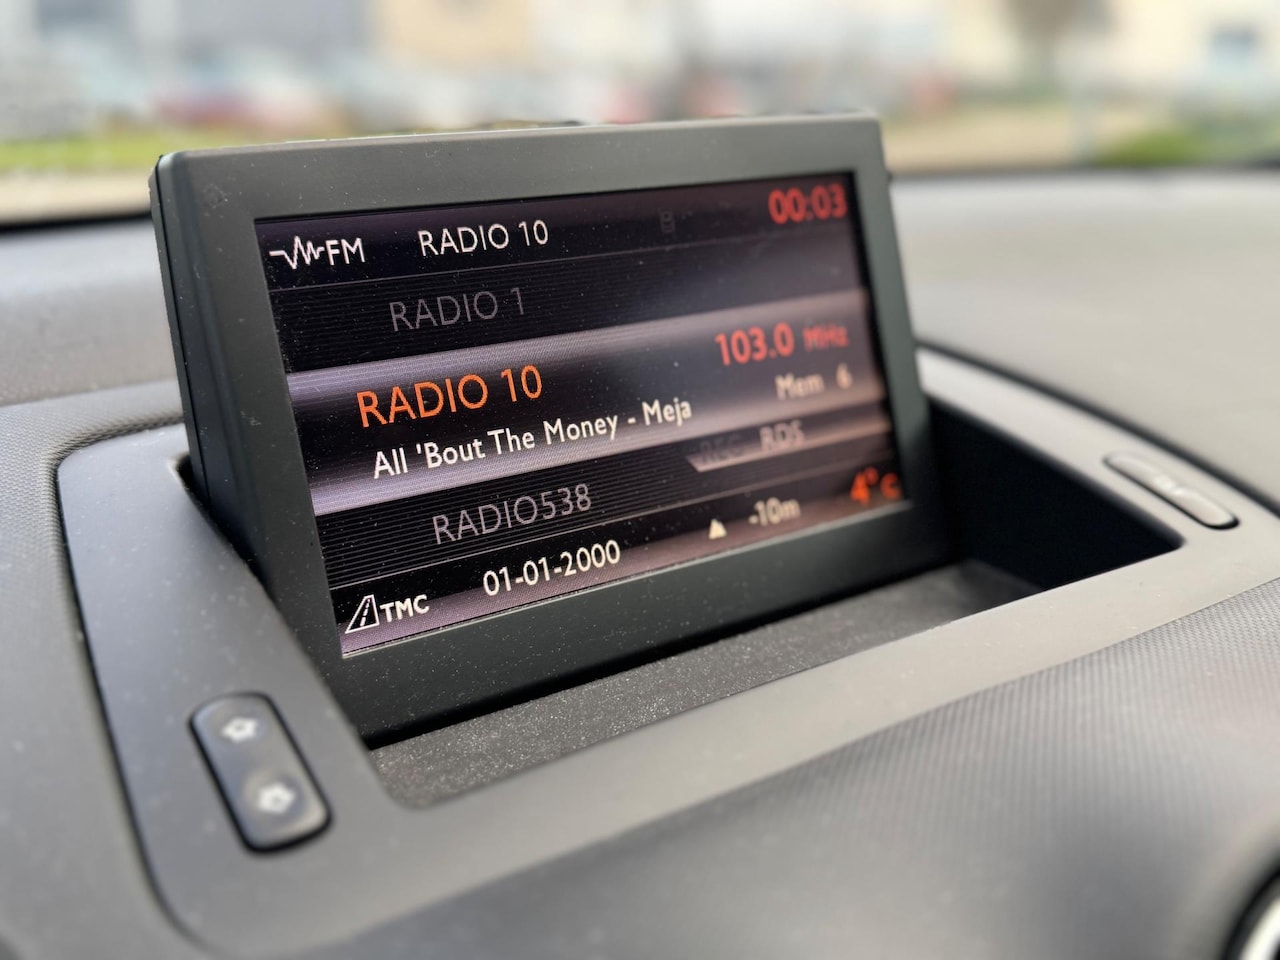 FM RADIO 10 00:03
RADIO 1
RADIO 10 103.0 MHz
All 'Bout The Money - Meja Mem 6
REG RDS
RADIO538
TMC 01-01-2000 -10m 4°C